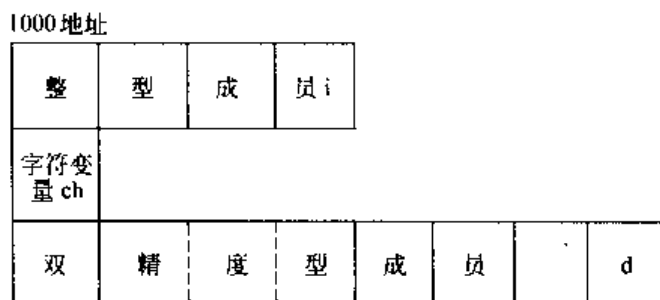 1000地址
整 型 成 员 i
字符变
量 ch
双 精 度 型 成 员 d